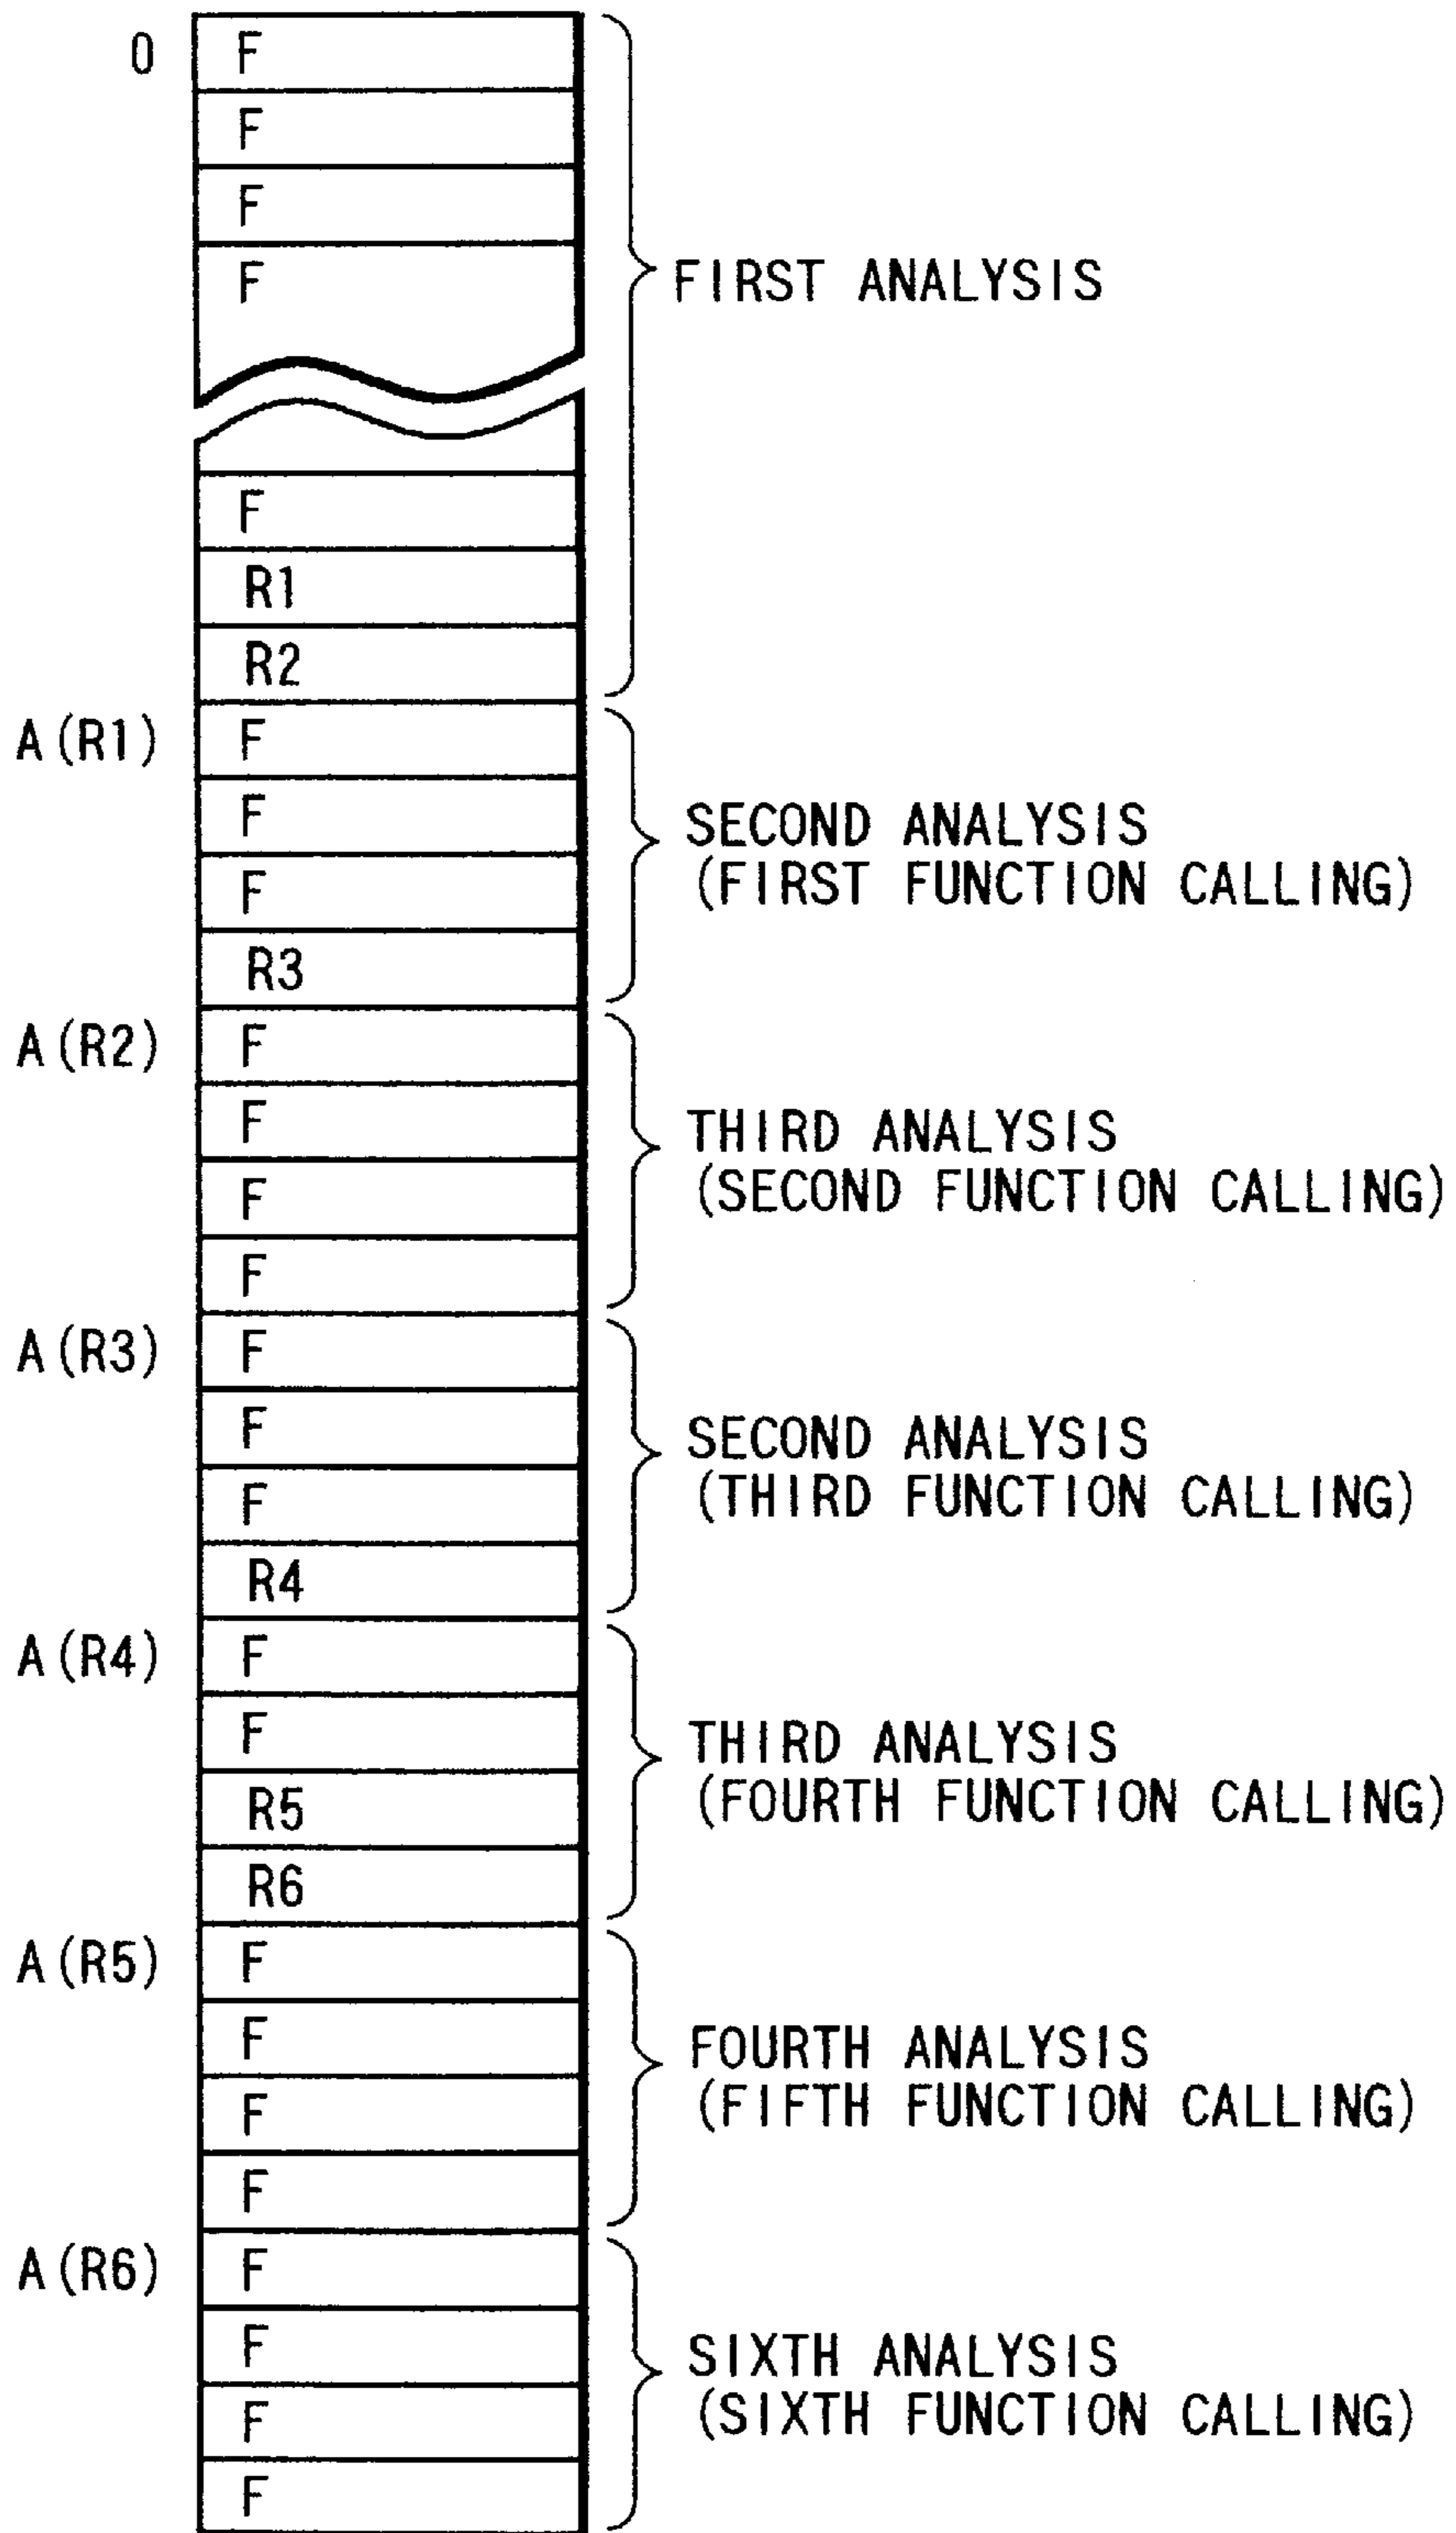 0 F
F
F
F
FIRST ANALYSIS
F
R1
R2
A(R1) F
F
SECOND ANALYSIS
(FIRST FUNCTION CALLING)
F
R3
A(R2) F
F
THIRD ANALYSIS
(SECOND FUNCTION CALLING)
F
F
A(R3) F
F
SECOND ANALYSIS
(THIRD FUNCTION CALLING)
F
R4
A(R4) F
F
THIRD ANALYSIS
(FOURTH FUNCTION CALLING)
R5
R6
A(R5) F
F
FOURTH ANALYSIS
(FIFTH FUNCTION CALLING)
F
F
A(R6) F
F
SIXTH ANALYSIS
(SIXTH FUNCTION CALLING)
F
F